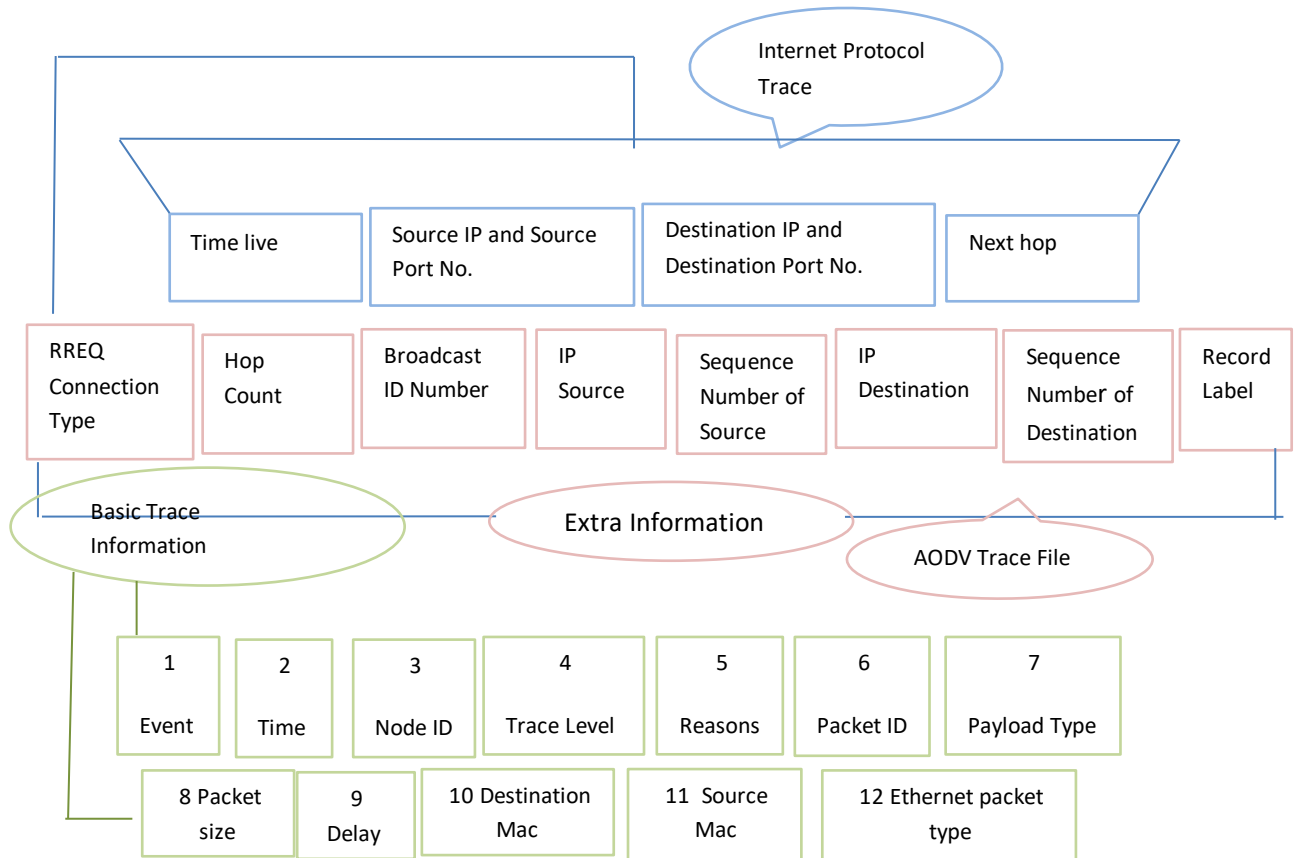 Internet Protocol
Trace
Time live
Source IP and Source
Port No.
Destination IP and
Destination Port No.
Next hop
RREQ
Connection
Type
Hop
Count
Broadcast
ID Number
IP
Source
Sequence
Number of
Source
IP
Destination
Sequence
Number of
Destination
Record
Label
Basic Trace
Information
Extra Information
AODV Trace File
1
Event
2
Time
3
Node ID
4
Trace Level
5
Reasons
6
Packet ID
7
Payload Type
8 Packet
size
9
Delay
10 Destination
Mac
11 Source
Mac
12 Ethernet packet
type